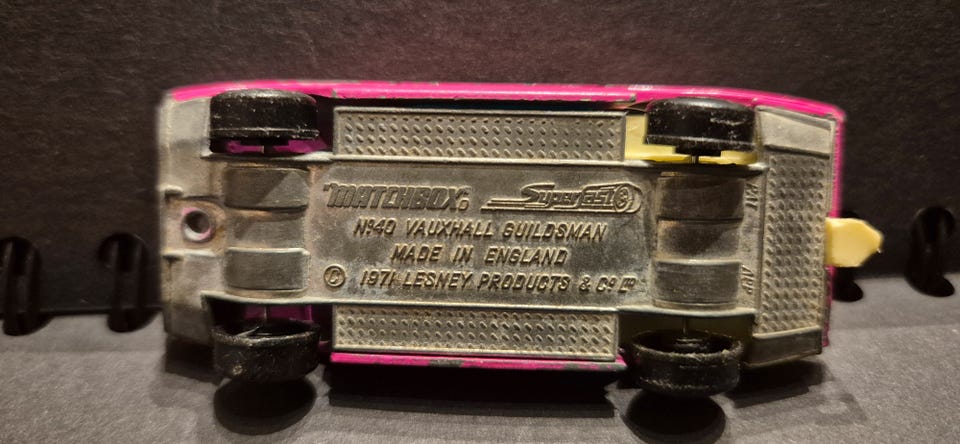 "MATCHBOX"® Superfast
Nº40 VAUXHALL GUILDSMAN
MADE IN ENGLAND
© 1971 LESNEY PRODUCTS & Cº Lᵀᴰ